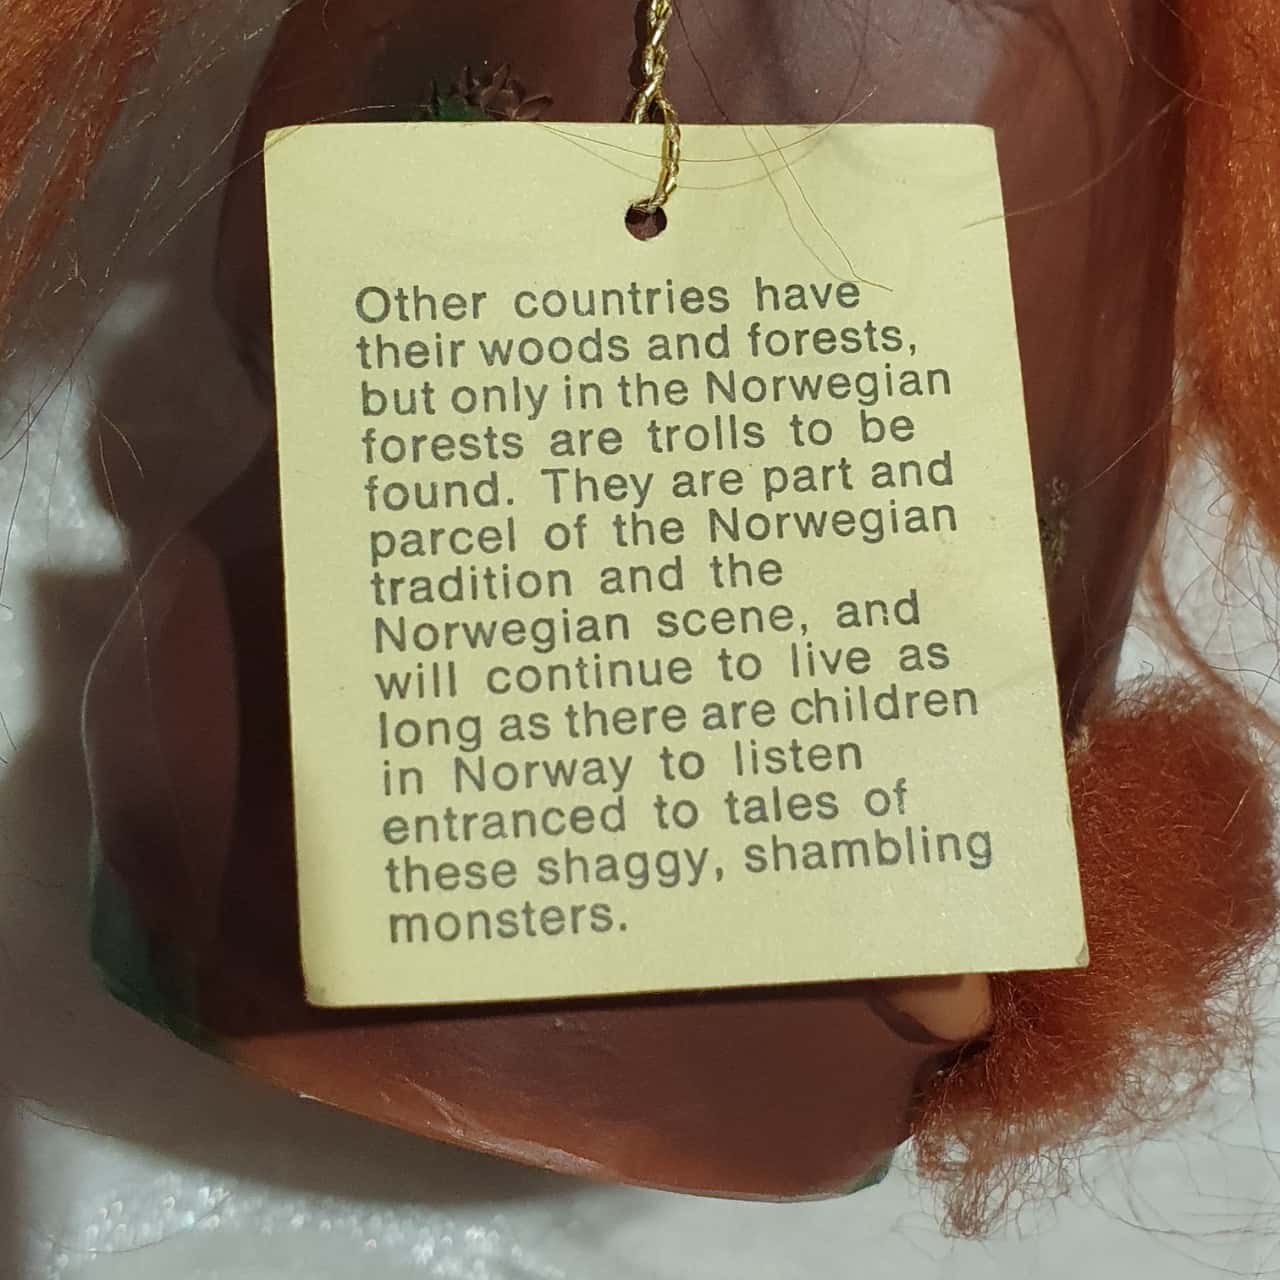 Other countries have
their woods and forests,
but only in the Norwegian
forests are trolls to be
found. They are part and
parcel of the Norwegian
tradition and the
Norwegian scene, and
will continue to live as
long as there are children
in Norway to listen
entranced to tales of
these shaggy, shambling
monsters.